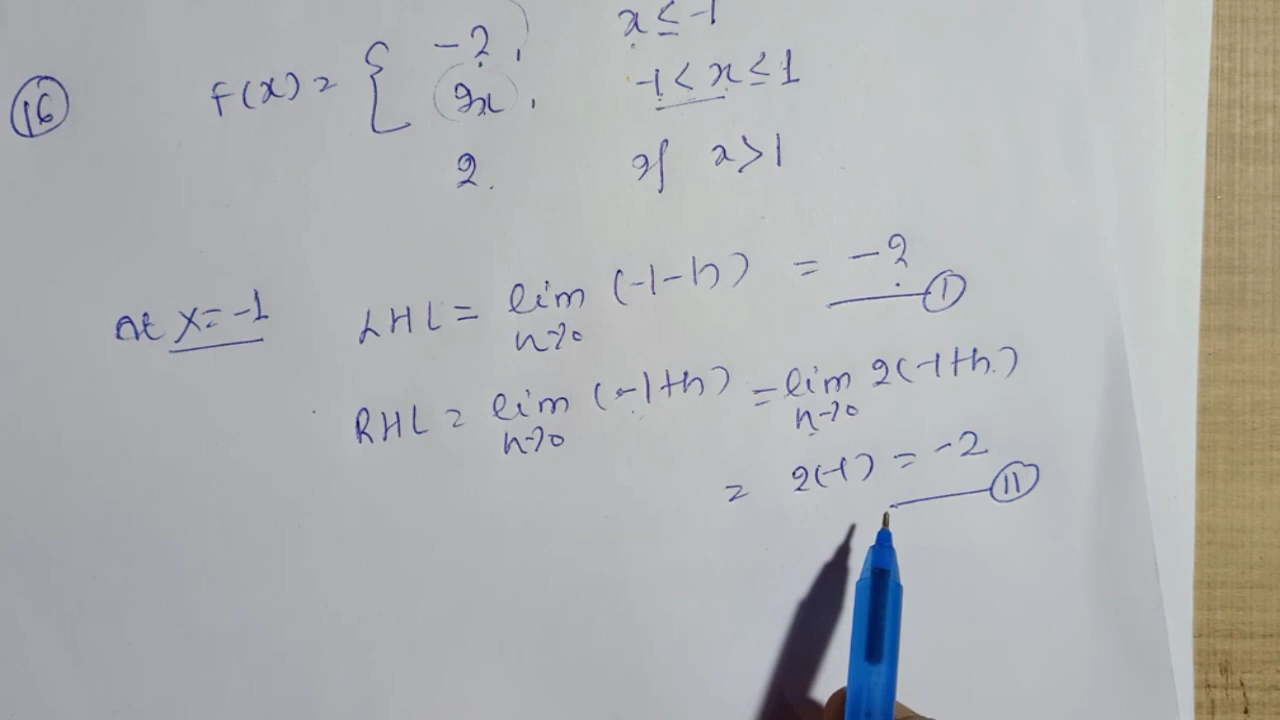 -2, x ≤ -1
(16) f(x) = { 2x, -1 < x ≤ 1
2. if x > 1
At x = -1 LHL = lim (-1-h) = -2 (I)
h→0
RHL = lim (-1+h) = lim 2(-1+h)
h→0 h→0
= 2(-1) = -2 (II)